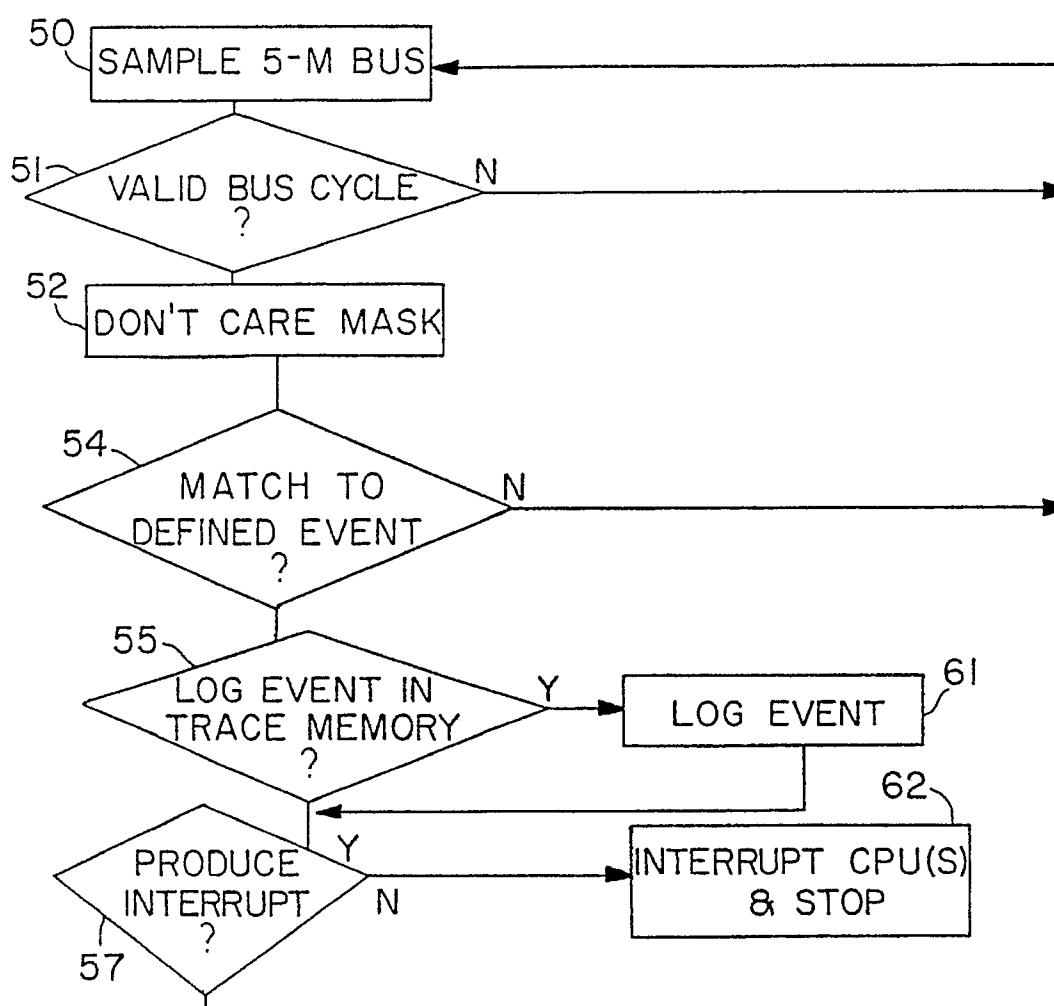 50
SAMPLE 5-M BUS
51
VALID BUS CYCLE
?
N
52
DON'T CARE MASK
54
MATCH TO
DEFINED EVENT
?
N
55
LOG EVENT IN
TRACE MEMORY
?
Y
LOG EVENT
61
62
PRODUCE
INTERRUPT
?
Y
N
INTERRUPT CPU(S)
& STOP
57